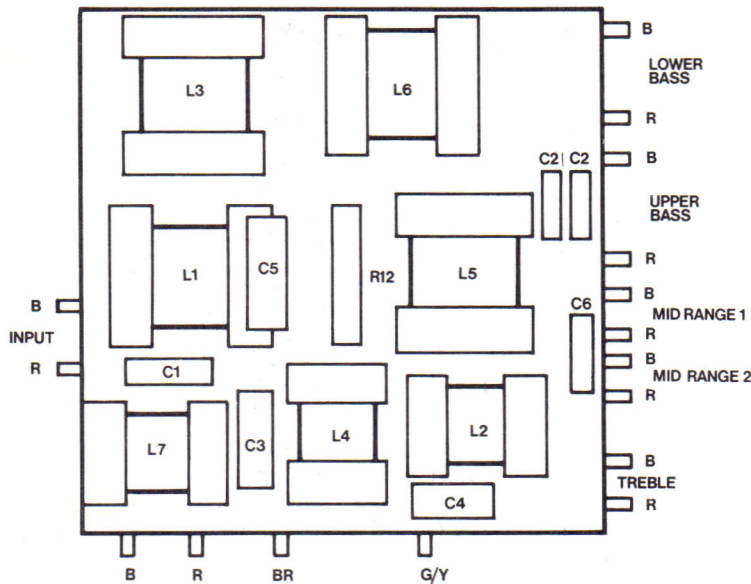 B
LOWER
BASS
L3
L6
R
C2 C2
B
UPPER
BASS
L1
C5
R12
L5
R
B
B
C6
MID RANGE 1
INPUT
R
R
C1
B
MID RANGE 2
R
L7
C3
L4
L2
B
TREBLE
C4
R
B
R
BR
G/Y